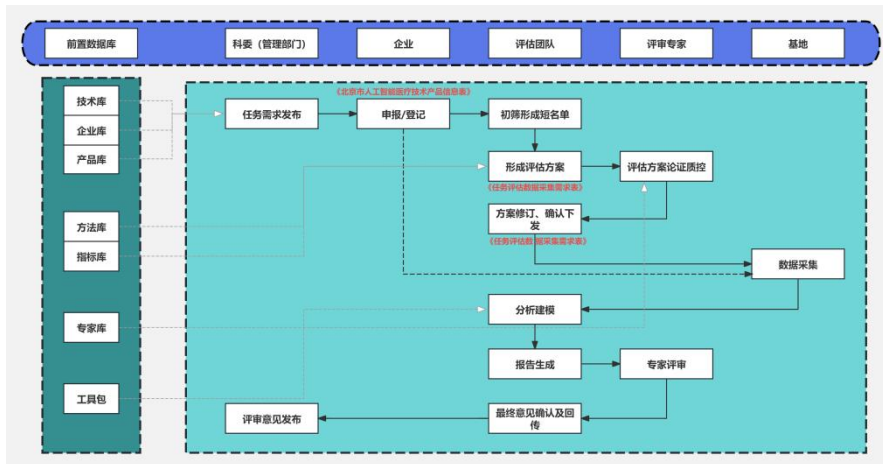 前置数据库
科委（管理部门）
企业
评估团队
评审专家
基地
技术库
企业库
产品库
方法库
指标库
专家库
工具包
《北京市人工智能医疗技术产品信息表》
任务需求发布
申报/登记
初筛形成短名单
形成评估方案
评估方案论证质控
《任务评估数据采集需求表》
方案修订、确认下
发
《任务评估数据采集需求表》
数据采集
分析建模
报告生成
专家评审
评审意见发布
最终意见确认及回
传